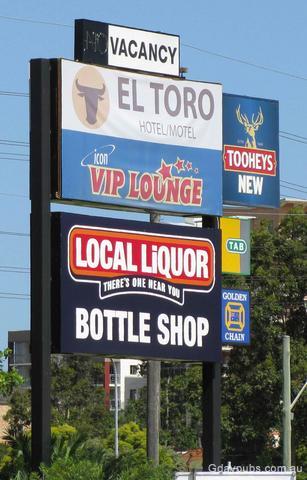 NO VACANCY
EL TORO
HOTEL/MOTEL
icon
VIP LOUNGE
TOOHEYS
NEW
LOCAL LiQUOR
THERE'S ONE NEAR YOU
BOTTLE SHOP
TAB
GOLDEN
CHAIN
Gdaypubs.com.au